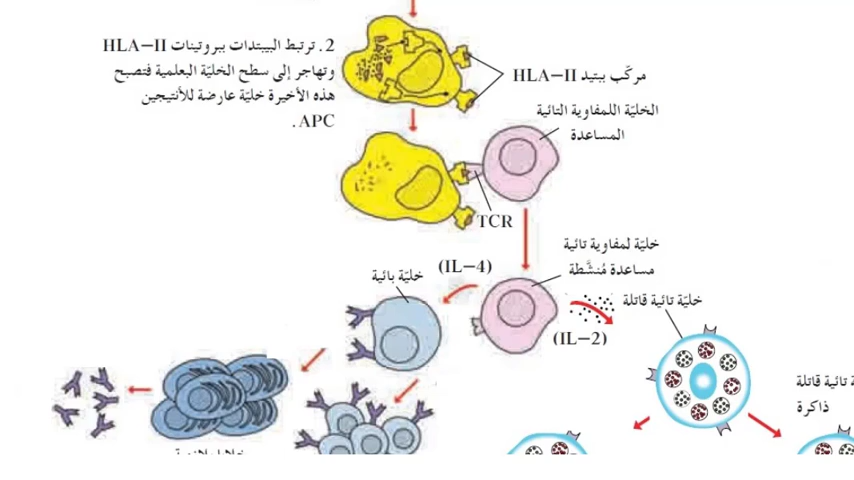 2. ترتبط الببتدات ببروتينات HLA-II
وتهاجر إلى سطح الخليّة البعلمية فتصبح
هذه الأخيرة خليّة عارضة للأنتيجين
APC.
مركّب ببتيد HLA-II
الخليّة اللمفاوية التائية
المساعدة
TCR
خليّة لمفاوية تائية
مساعدة مُنشَّطة
(IL-4)
خليّة بائية
(IL-2)
خليّة تائية قاتلة
تائية قاتلة
ذاكرة